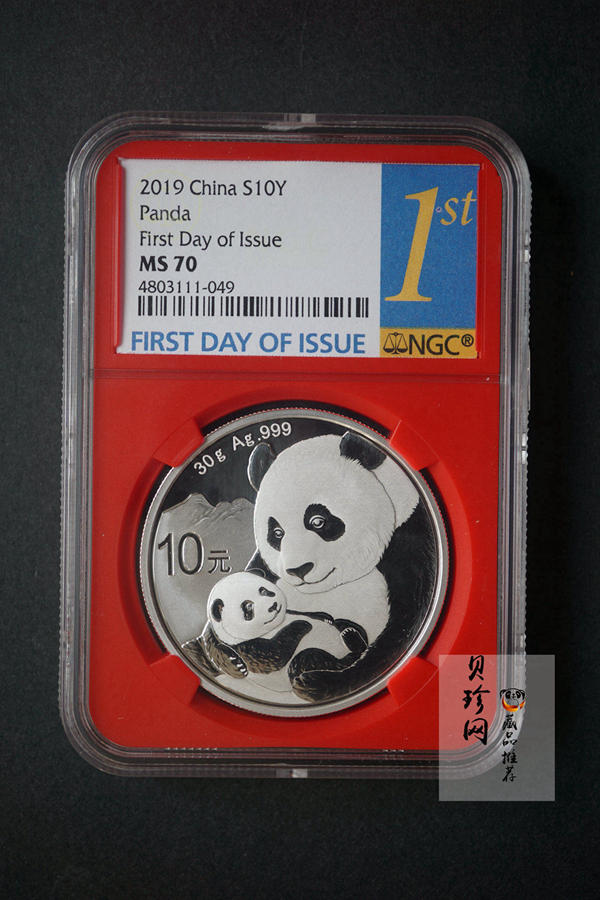 2019 China S10Y
Panda
First Day of Issue
MS 70
4803111-049
FIRST DAY OF ISSUE
1st
NGC®
30g Ag.999
10元
贝珍网
藏品推荐